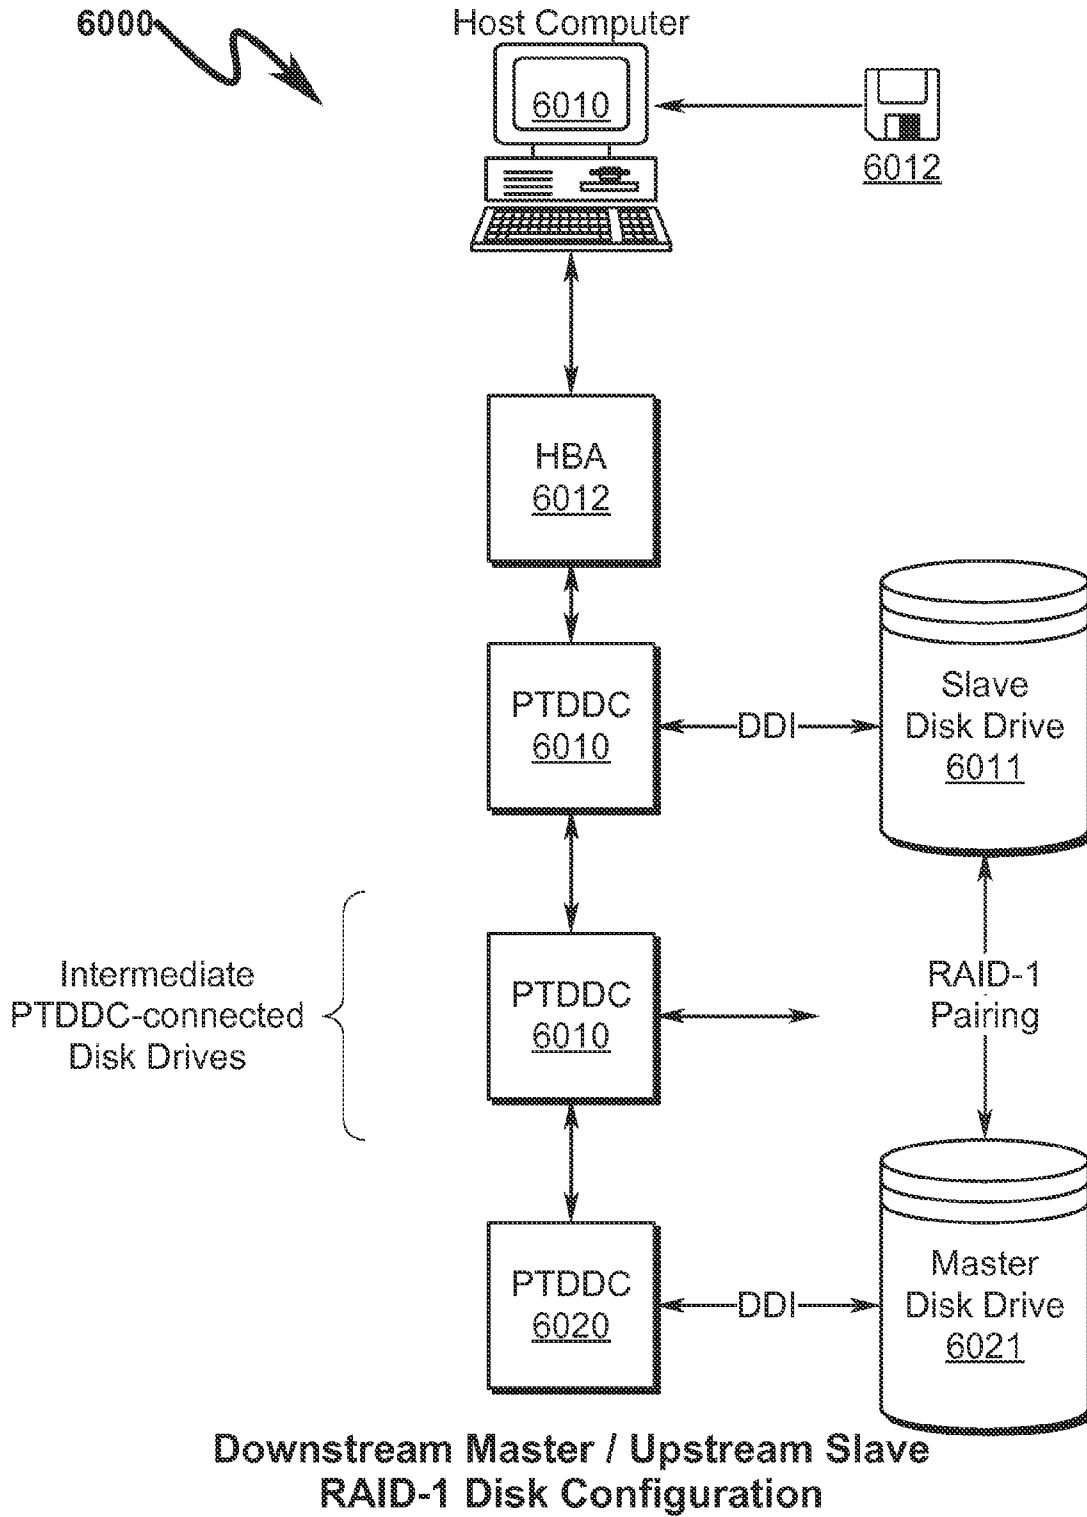 6000
Host Computer
6010
6012
HBA
6012
PTDDC
6010
DDI
Slave
Disk Drive
6011
Intermediate
PTDDC-connected
Disk Drives
PTDDC
6010
RAID-1
Pairing
PTDDC
6020
DDI
Master
Disk Drive
6021
Downstream Master / Upstream Slave
RAID-1 Disk Configuration